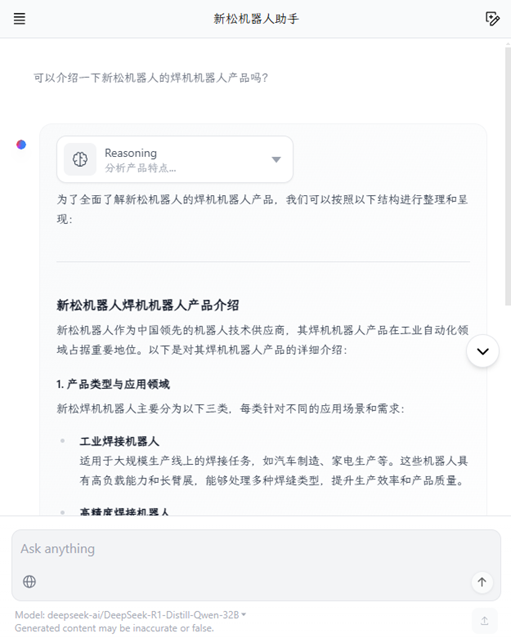 新松机器人助手
可以介绍一下新松机器人的焊机机器人产品吗？
Reasoning
分析产品特点...
为了全面了解新松机器人的焊机机器人产品，我们可以按照以下结构进行整理和呈
现：
新松机器人焊机机器人产品介绍
新松机器人作为中国领先的机器人技术供应商，其焊机机器人产品在工业自动化领
域占据重要地位。以下是对其焊机机器人产品的详细介绍：
1. 产品类型与应用领域
新松焊机机器人主要分为以下三类，每类针对不同的应用场景和需求：
工业焊接机器人
适用于大规模生产线上的焊接任务，如汽车制造、家电生产等。这些机器人具
有高负载能力和长臂展，能够处理多种焊缝类型，提升生产效率和产品质量。
高精度焊接机器人
Ask anything
Model: deepseek-ai/DeepSeek-R1-Distill-Qwen-32B
Generated content may be inaccurate or false.